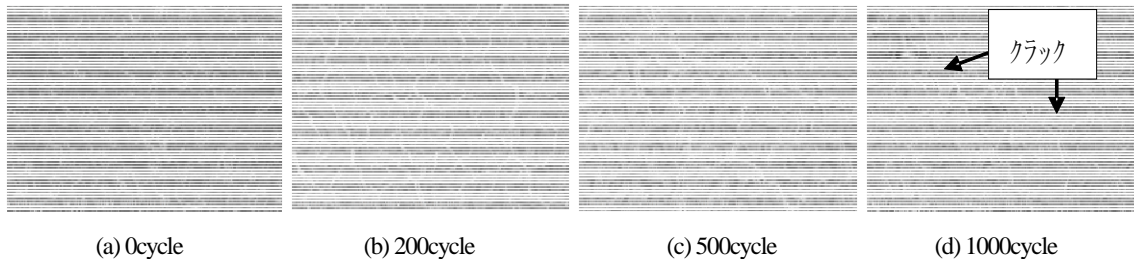 クラック
(a) 0cycle
(b) 200cycle
(c) 500cycle
(d) 1000cycle